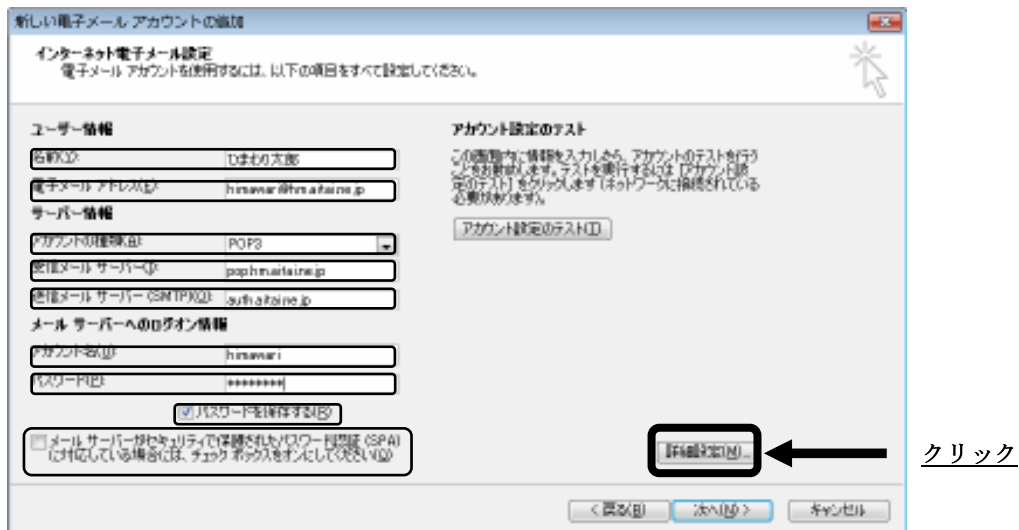 新しい電子メール アカウントの追加
インターネット電子メール設定
電子メール アカウントを使用するには、以下の項目をすべて設定してください。
ユーザー情報
名前(Y): ひまわり太郎
電子メール アドレス(E): himawari@hm.aitai.ne.jp
サーバー情報
アカウントの種類(A): POP3
受信メール サーバー(I): pop.hm.aitai.ne.jp
送信メール サーバー (SMTP)(O): auth.aitai.ne.jp
メール サーバーへのログオン情報
アカウント名(U): himawari
パスワード(P): ********
パスワードを保存する(R)
メール サーバーがセキュリティで保護されたパスワード認証 (SPA)
に対応している場合には、チェック ボックスをオンにしてください(Q)
アカウント設定のテスト
この画面内に情報を入力したら、アカウントのテストを行う
ことをお勧めします。テストを実行するには [アカウント設
定のテスト] をクリックします (ネットワークに接続されている
必要があります)。
アカウント設定のテスト(T)
詳細設定(M)...
クリック
< 戻る(B)
次へ(N) >
キャンセル